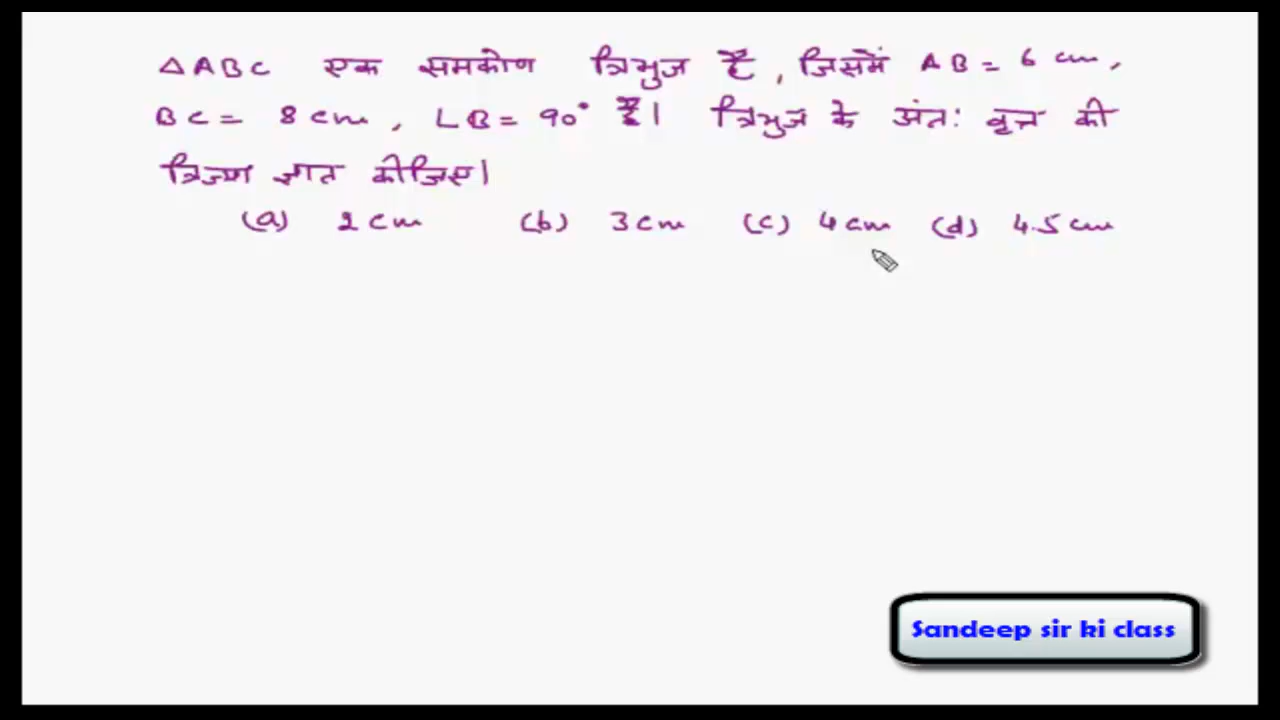 △ABC एक समकोण त्रिभुज है, जिसमें AB = 6 cm,
BC = 8 cm, ∠B = 90° है। त्रिभुज के अंतः वृत्त की
त्रिज्या ज्ञात कीजिए।
(a) 2 cm (b) 3 cm (c) 4 cm (d) 4.5 cm
Sandeep sir ki class